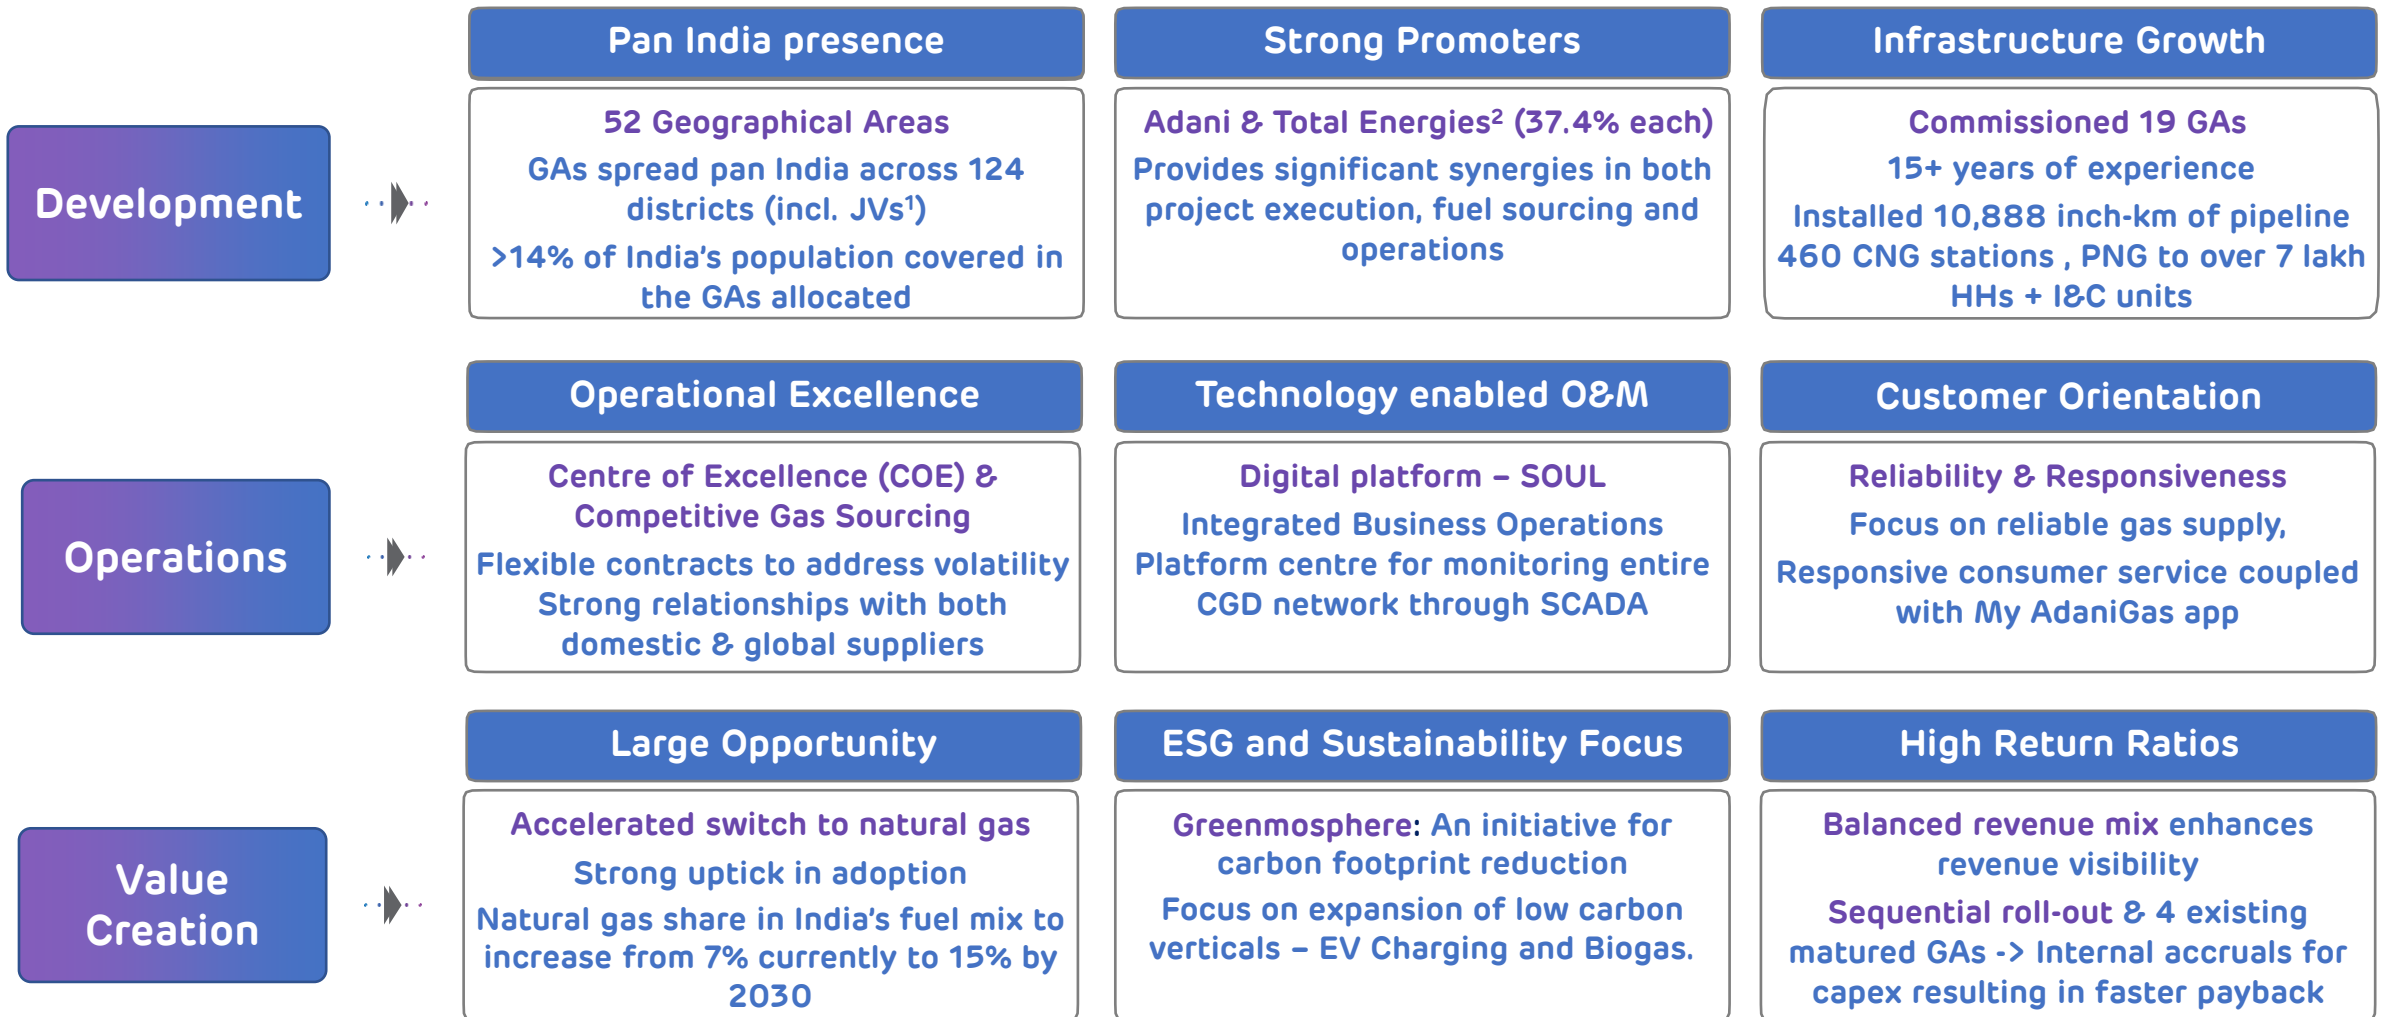 Pan India presence
Strong Promoters
Infrastructure Growth
Development
52 Geographical Areas
GAs spread pan India across 124
districts (incl. JVs¹)
>14% of India's population covered in
the GAs allocated
Adani & Total Energies² (37.4% each)
Provides significant synergies in both
project execution, fuel sourcing and
operations
Commissioned 19 GAs
15+ years of experience
Installed 10,888 inch-km of pipeline
460 CNG stations , PNG to over 7 lakh
HHs + I&C units
Operational Excellence
Technology enabled O&M
Customer Orientation
Operations
Centre of Excellence (COE) &
Competitive Gas Sourcing
Flexible contracts to address volatility
Strong relationships with both
domestic & global suppliers
Digital platform – SOUL
Integrated Business Operations
Platform centre for monitoring entire
CGD network through SCADA
Reliability & Responsiveness
Focus on reliable gas supply,
Responsive consumer service coupled
with My AdaniGas app
Large Opportunity
ESG and Sustainability Focus
High Return Ratios
Value
Creation
Accelerated switch to natural gas
Strong uptick in adoption
Natural gas share in India's fuel mix to
increase from 7% currently to 15% by
2030
Greenmosphere: An initiative for
carbon footprint reduction
Focus on expansion of low carbon
verticals – EV Charging and Biogas.
Balanced revenue mix enhances
revenue visibility
Sequential roll-out & 4 existing
matured GAs -> Internal accruals for
capex resulting in faster payback